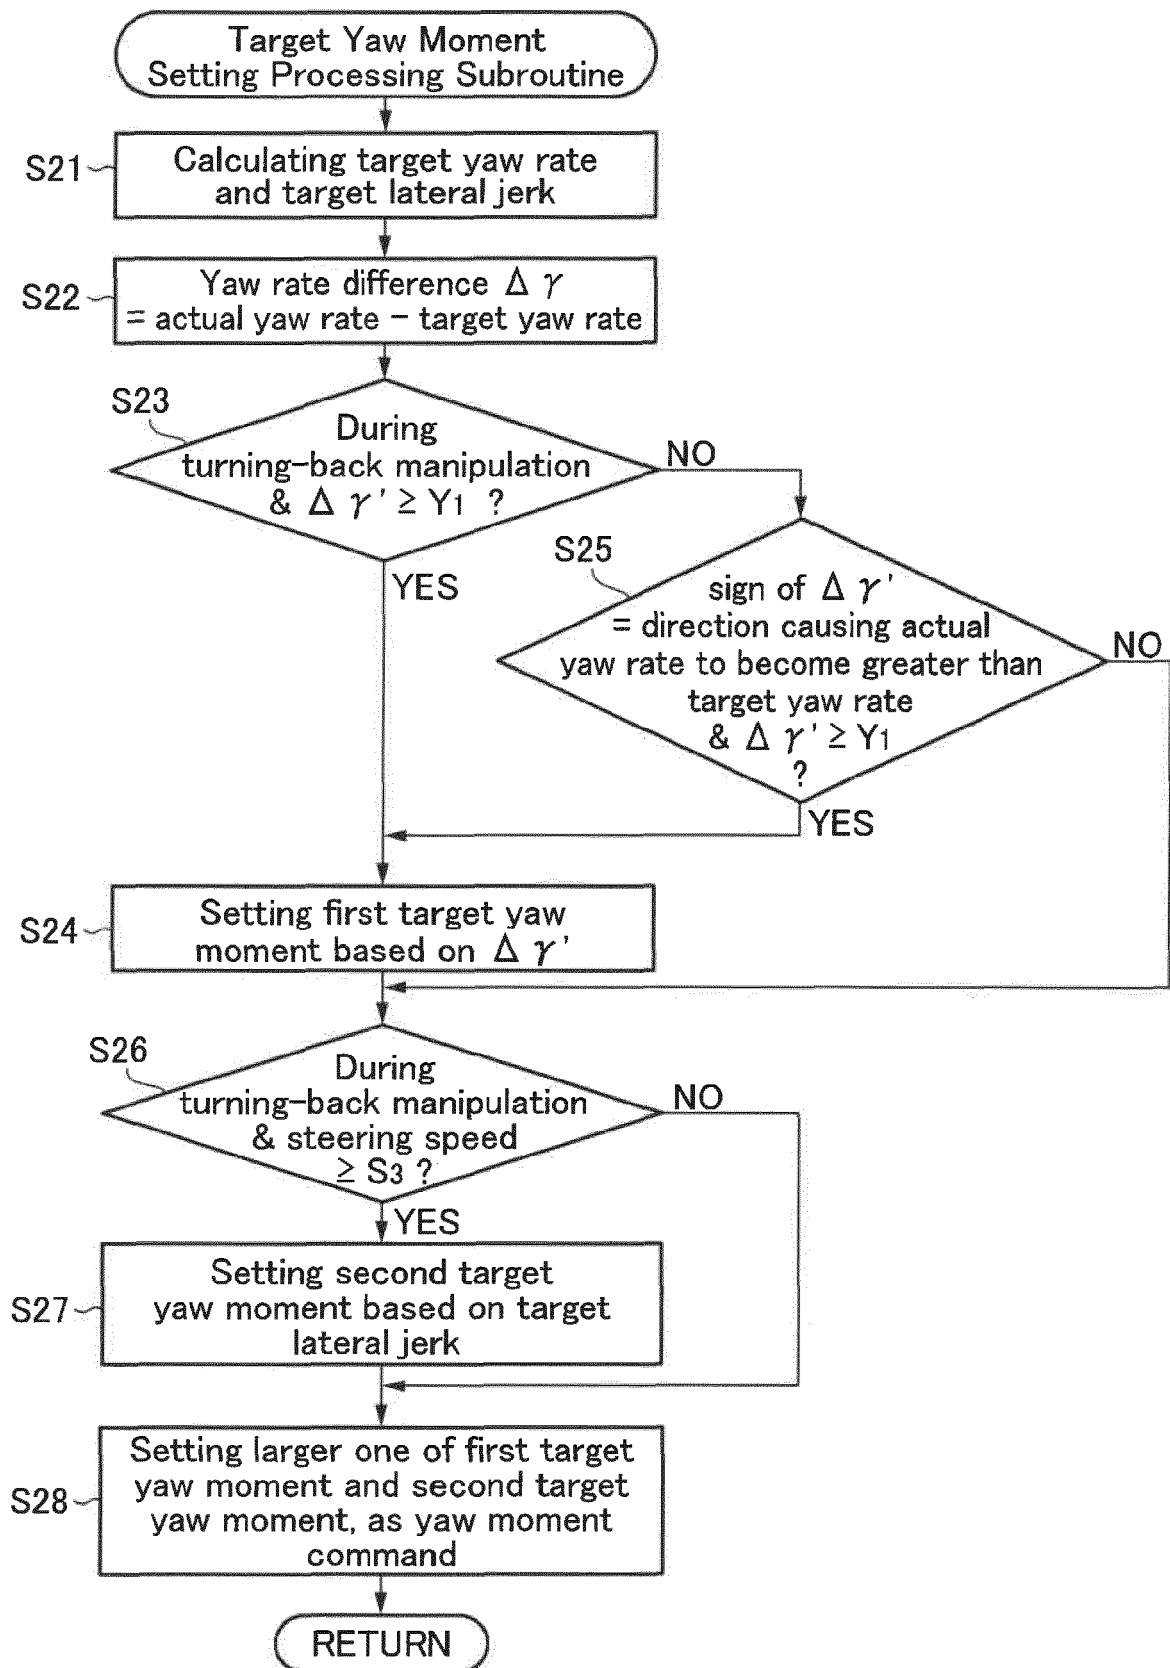 Target Yaw Moment
Setting Processing Subroutine
S21
Calculating target yaw rate
and target lateral jerk
S22
Yaw rate difference Δ γ
= actual yaw rate − target yaw rate
S23
During
turning-back manipulation
& Δ γ' ≥ Y1 ?
NO
YES
S25
sign of Δ γ'
= direction causing actual
yaw rate to become greater than
target yaw rate
& Δ γ' ≥ Y1
?
NO
YES
S24
Setting first target yaw
moment based on Δ γ'
S26
During
turning-back manipulation
& steering speed
≥ S3 ?
NO
YES
S27
Setting second target
yaw moment based on target
lateral jerk
S28
Setting larger one of first target
yaw moment and second target
yaw moment, as yaw moment
command
RETURN